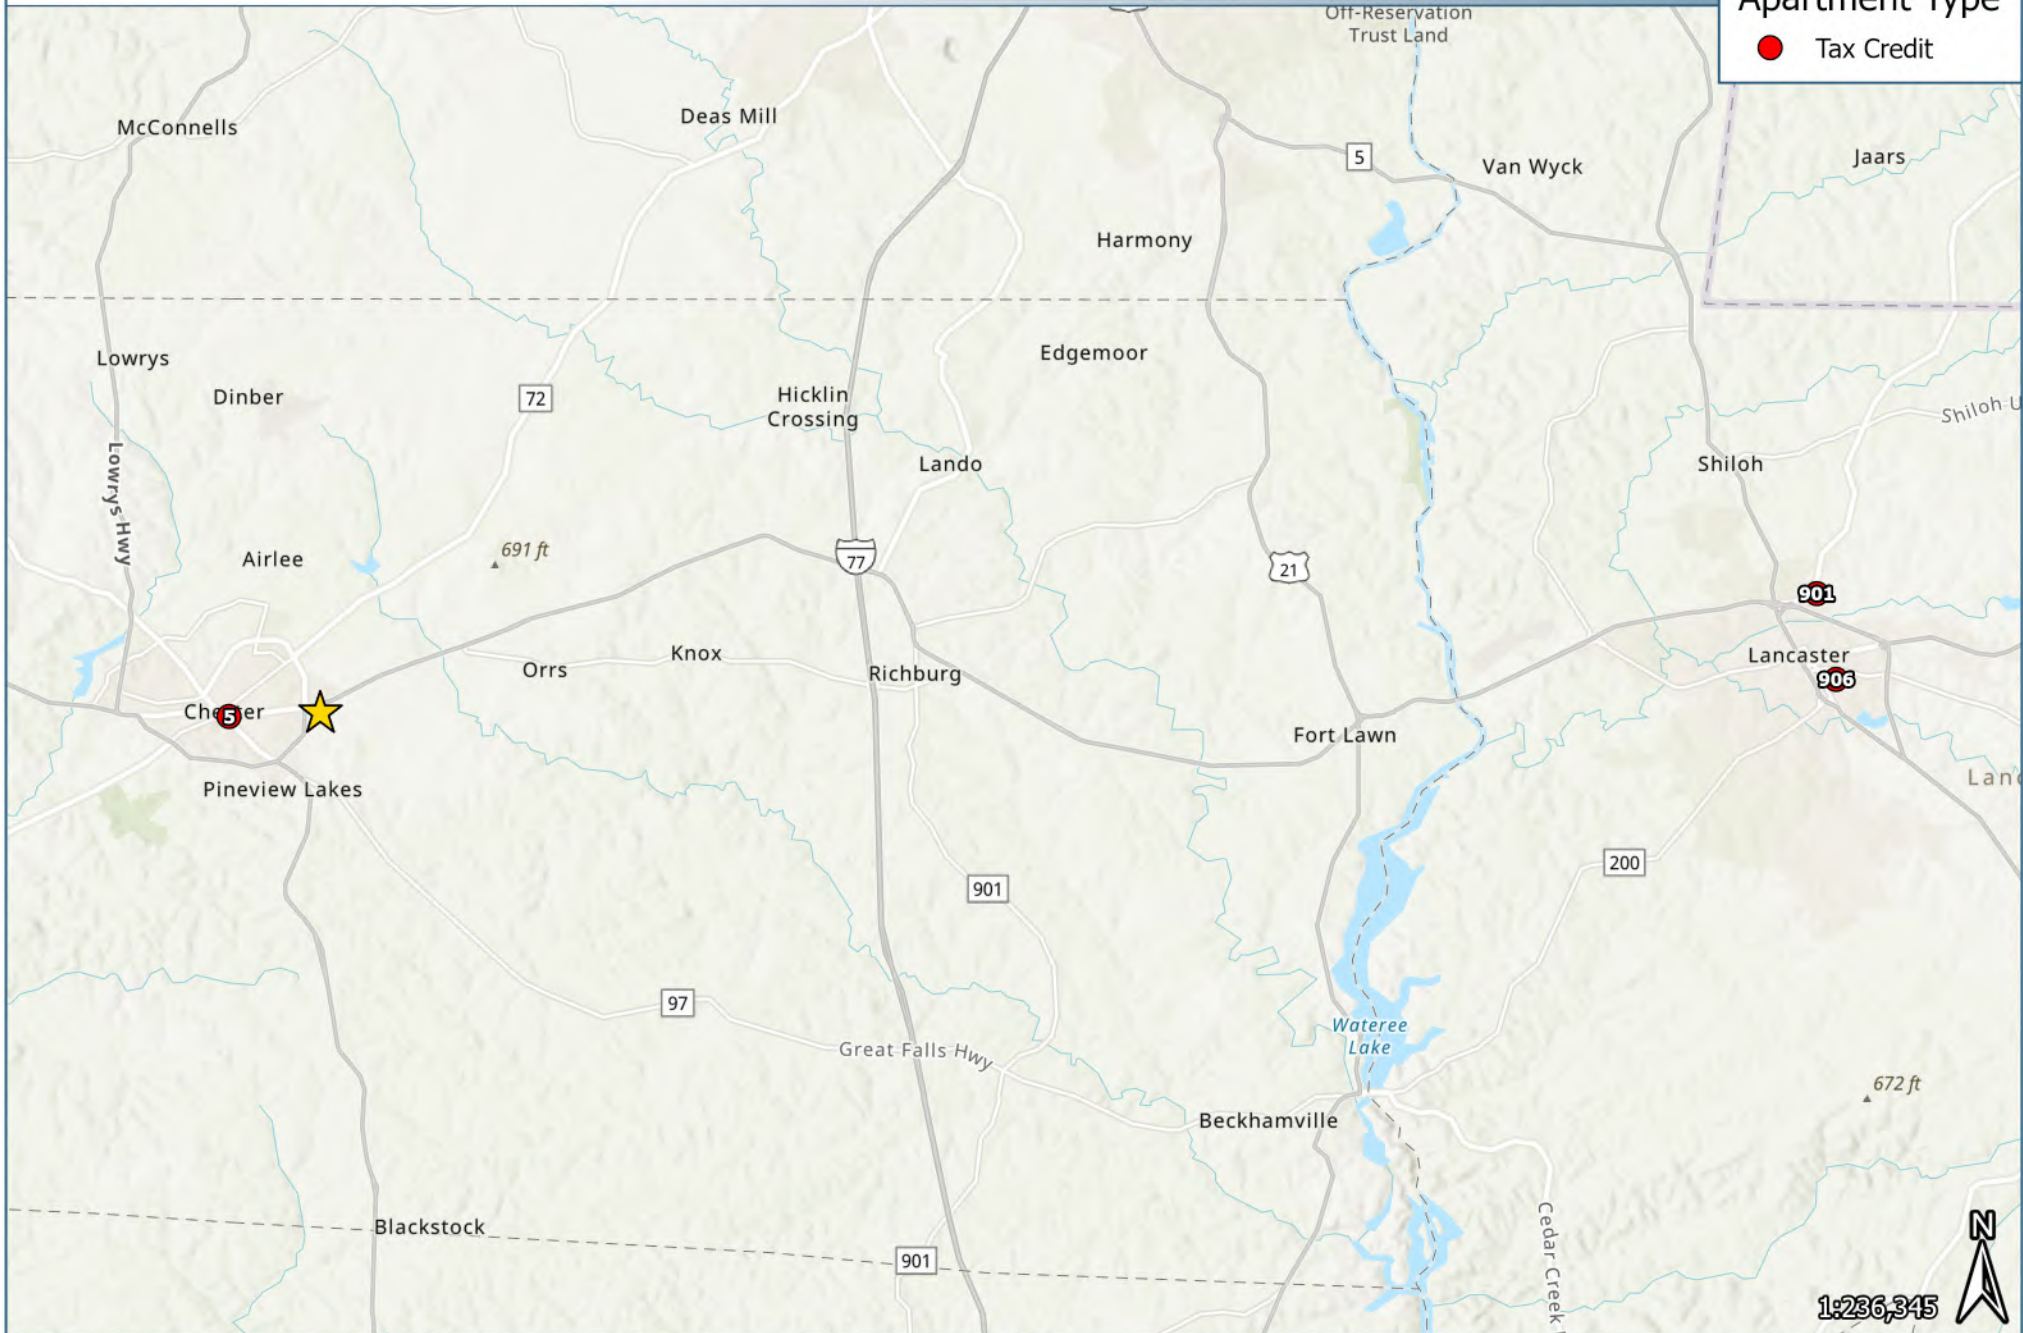 Apartment Type
Tax Credit
Off-Reservation
Trust Land
McConnells
Deas Mill
5
Van Wyck
Jaars
Harmony
Lowrys
Dinber
72
Hicklin
Crossing
Edgemoor
Shiloh U
Lowrys Hwy
Lando
Shiloh
Airlee
691 ft
77
21
901
Orrs
Knox
Richburg
Lancaster
906
Chester
5
Fort Lawn
Pineview Lakes
Lanc
200
901
97
Great Falls Hwy
Wateree
Lake
672 ft
Beckhamville
Blackstock
901
Cedar Creek
N
1:236,345